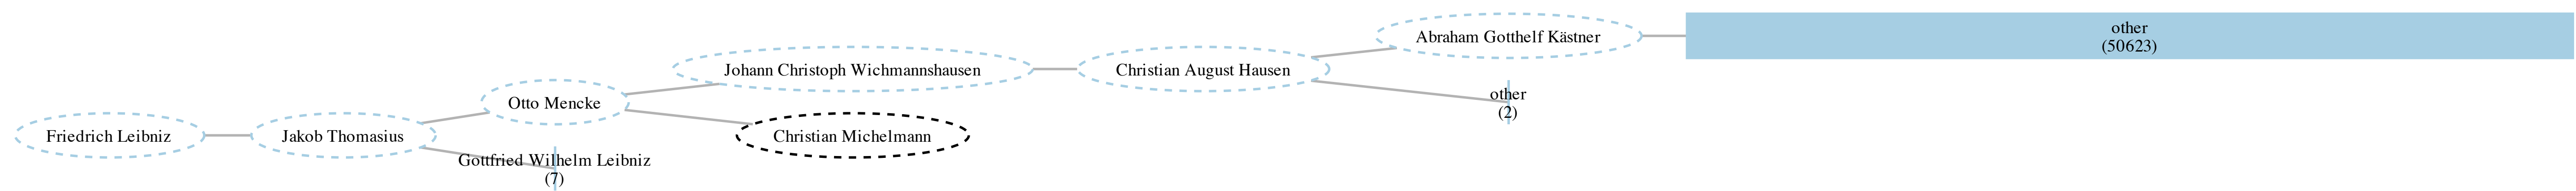 Friedrich Leibniz
Jakob Thomasius
Otto Mencke
Gottfried Wilhelm Leibniz
(7)
Johann Christoph Wichmannshausen
Christian Michelmann
Christian August Hausen
Abraham Gotthelf Kästner
other
(2)
other
(50623)